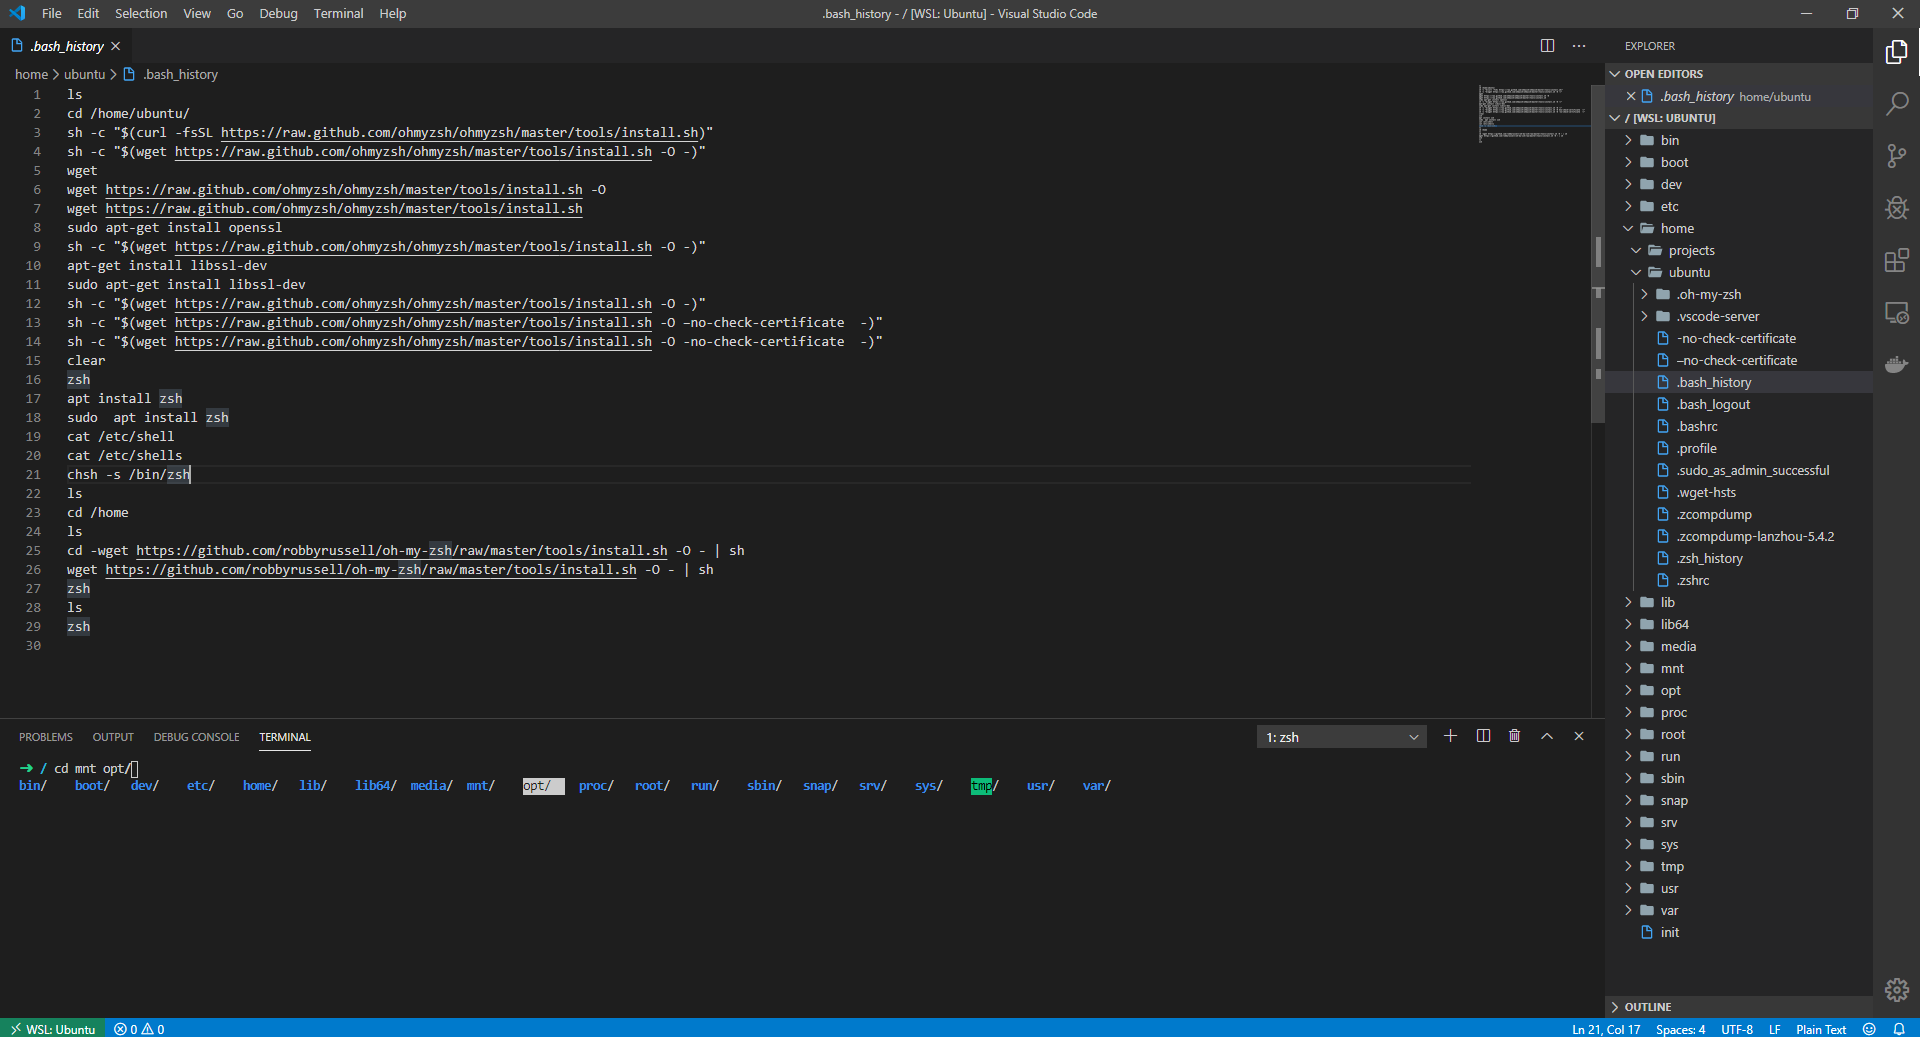 File Edit Selection View Go Debug Terminal Help
.bash_history - / [WSL: Ubuntu] - Visual Studio Code
.bash_history
home > ubuntu > .bash_history
1 ls
2 cd /home/ubuntu/
3 sh -c "$(curl -fsSL https://raw.github.com/ohmyzsh/ohmyzsh/master/tools/install.sh)"
4 sh -c "$(wget https://raw.github.com/ohmyzsh/ohmyzsh/master/tools/install.sh -O -)"
5 wget
6 wget https://raw.github.com/ohmyzsh/ohmyzsh/master/tools/install.sh -O
7 wget https://raw.github.com/ohmyzsh/ohmyzsh/master/tools/install.sh
8 sudo apt-get install openssl
9 sh -c "$(wget https://raw.github.com/ohmyzsh/ohmyzsh/master/tools/install.sh -O -)"
10 apt-get install libssl-dev
11 sudo apt-get install libssl-dev
12 sh -c "$(wget https://raw.github.com/ohmyzsh/ohmyzsh/master/tools/install.sh -O -)"
13 sh -c "$(wget https://raw.github.com/ohmyzsh/ohmyzsh/master/tools/install.sh -O –no-check-certificate  -)"
14 sh -c "$(wget https://raw.github.com/ohmyzsh/ohmyzsh/master/tools/install.sh -O -no-check-certificate  -)"
15 clear
16 zsh
17 apt install zsh
18 sudo  apt install zsh
19 cat /etc/shell
20 cat /etc/shells
21 chsh -s /bin/zsh
22 ls
23 cd /home
24 ls
25 cd -wget https://github.com/robbyrussell/oh-my-zsh/raw/master/tools/install.sh -O - | sh
26 wget https://github.com/robbyrussell/oh-my-zsh/raw/master/tools/install.sh -O - | sh
27 zsh
28 ls
29 zsh
30
PROBLEMS OUTPUT DEBUG CONSOLE TERMINAL
1: zsh
➜ / cd mnt opt/
bin/ boot/ dev/ etc/ home/ lib/ lib64/ media/ mnt/ opt/ proc/ root/ run/ sbin/ snap/ srv/ sys/ tmp/ usr/ var/
EXPLORER
OPEN EDITORS
.bash_history home/ubuntu
/ [WSL: UBUNTU]
bin
boot
dev
etc
home
projects
ubuntu
.oh-my-zsh
.vscode-server
-no-check-certificate
–no-check-certificate
.bash_history
.bash_logout
.bashrc
.profile
.sudo_as_admin_successful
.wget-hsts
.zcompdump
.zcompdump-lanzhou-5.4.2
.zsh_history
.zshrc
lib
lib64
media
mnt
opt
proc
root
run
sbin
snap
srv
sys
tmp
usr
var
init
OUTLINE
WSL: Ubuntu 0 0
Ln 21, Col 17 Spaces: 4 UTF-8 LF Plain Text